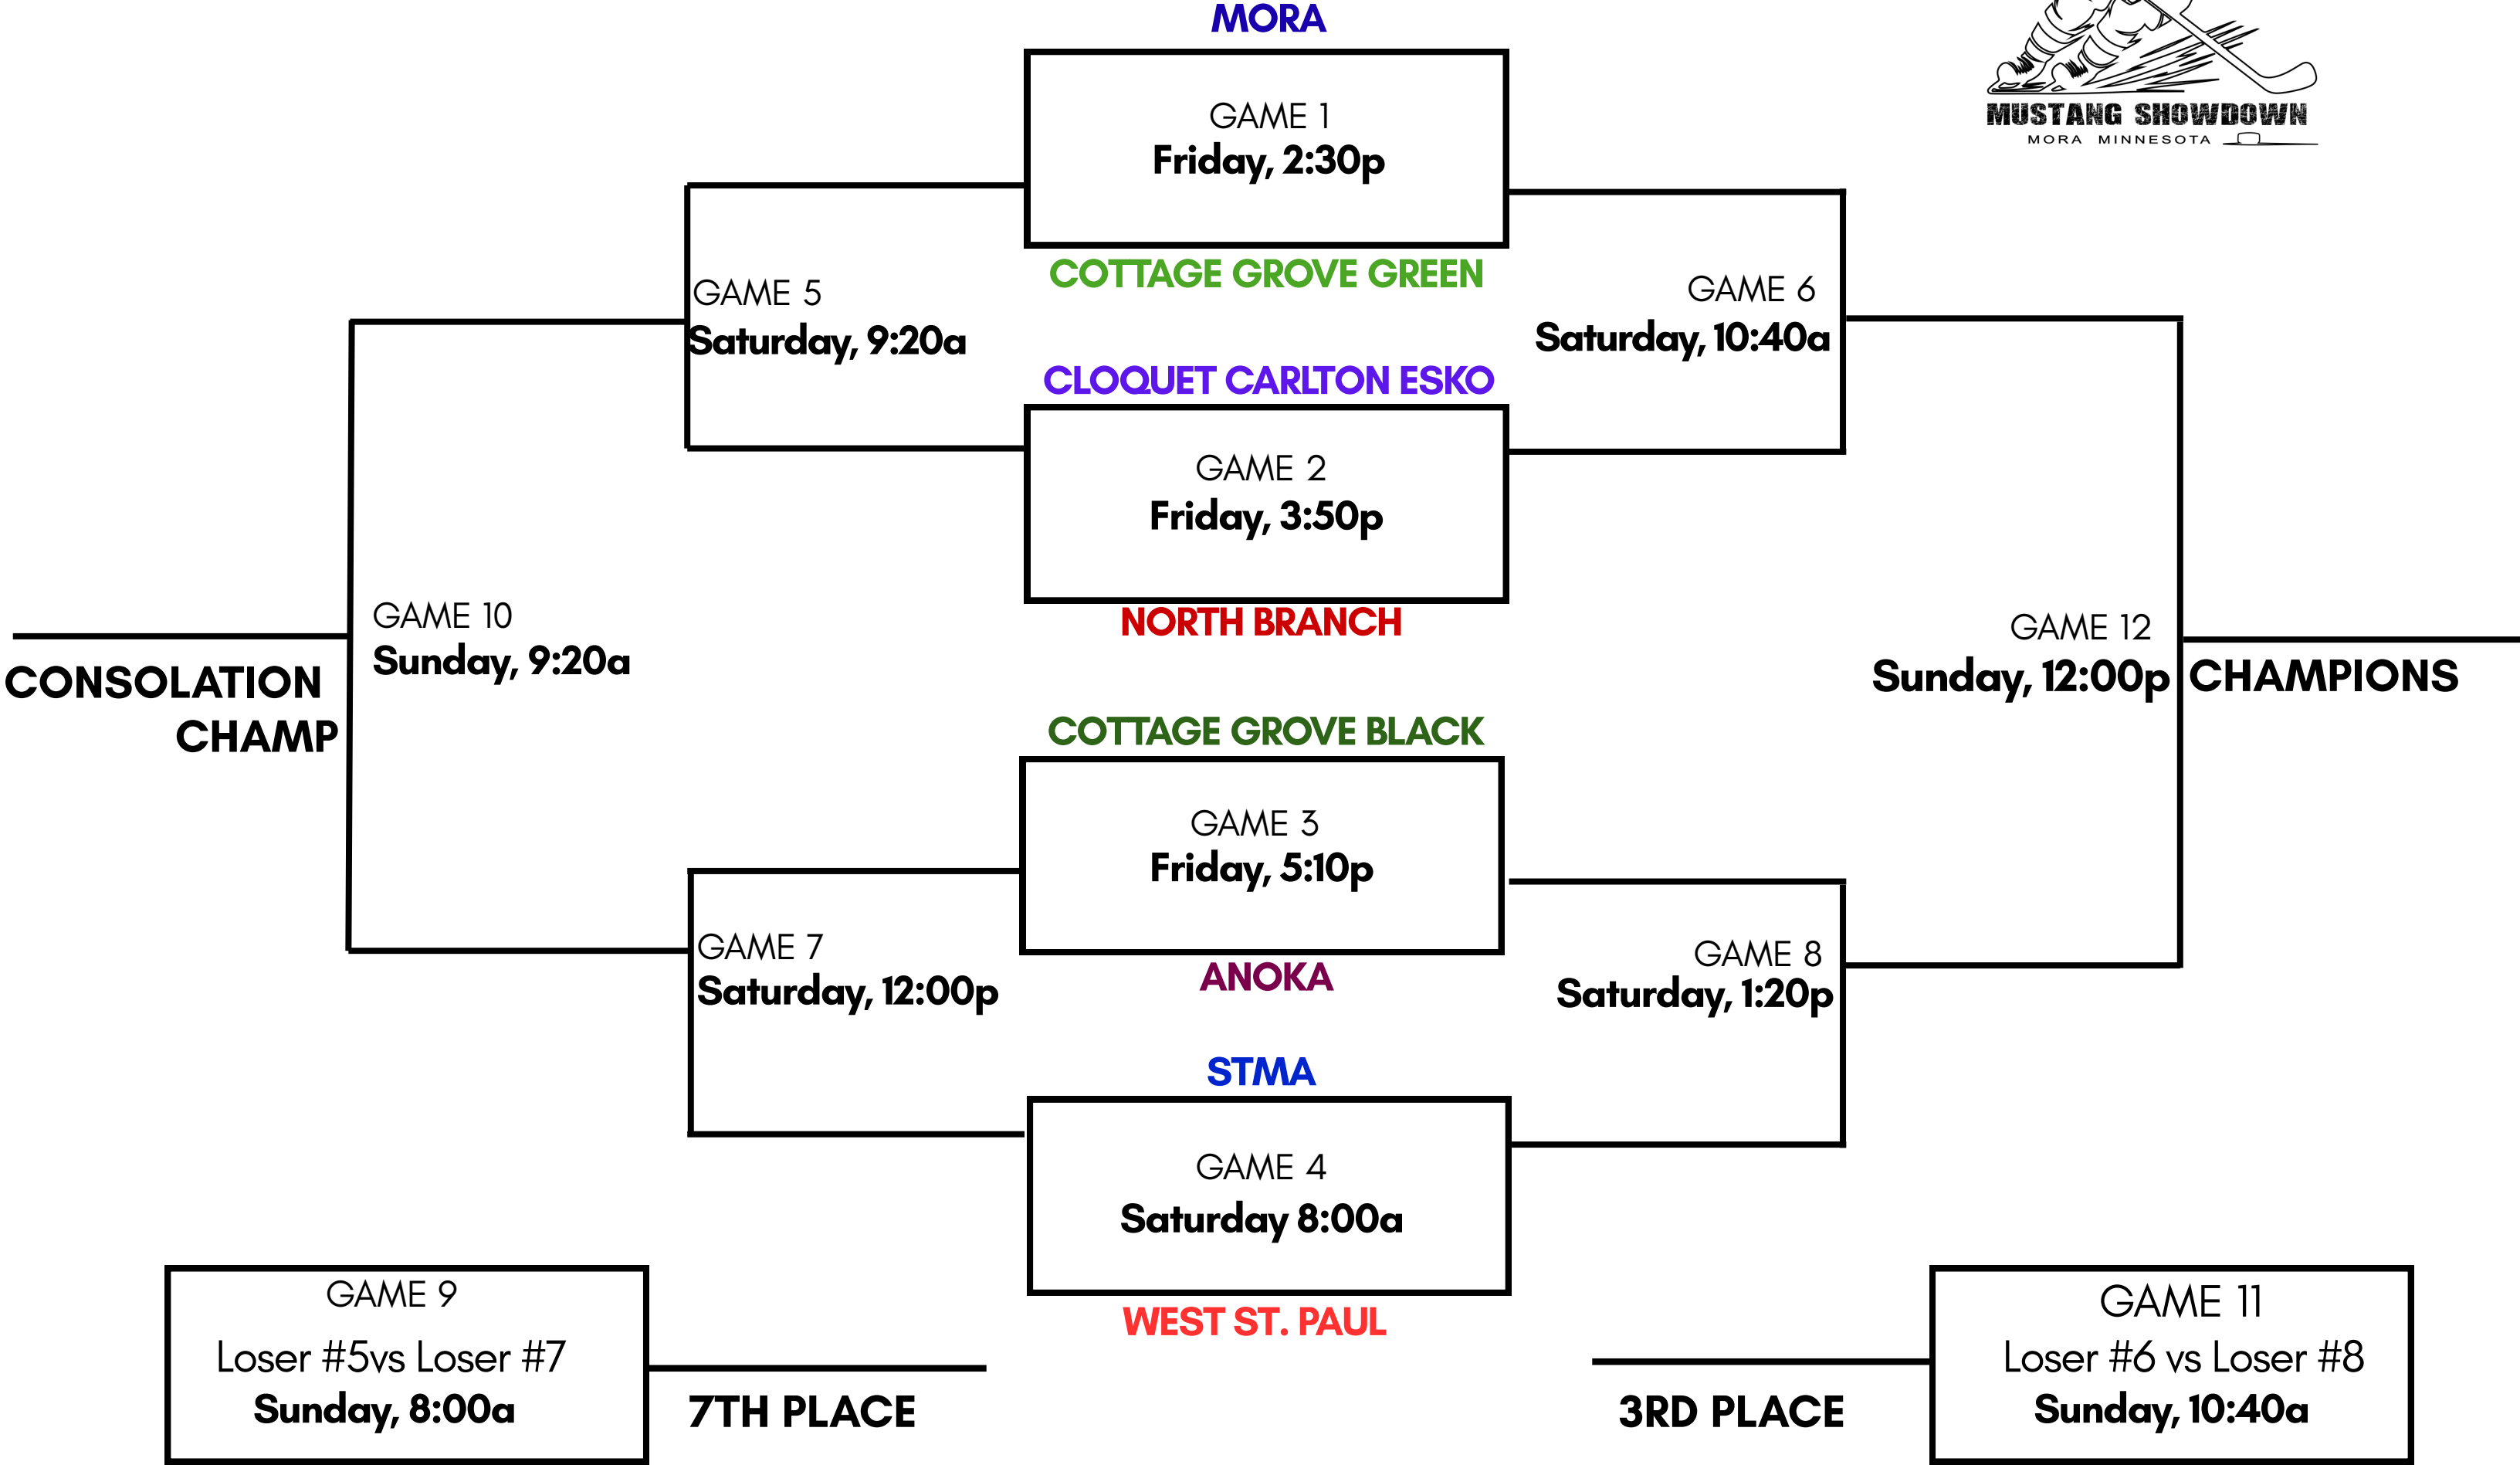 MORA
GAME 1
Friday, 2:30p
COTTAGE GROVE GREEN
MUSTANG SHOWDOWN
MORA MINNESOTA
GAME 5
Saturday, 9:20a
GAME 6
Saturday, 10:40a
CLOQUET CARLTON ESKO
GAME 2
Friday, 3:50p
NORTH BRANCH
GAME 10
Sunday, 9:20a
CONSOLATION
CHAMP
GAME 12
Sunday, 12:00p
CHAMPIONS
COTTAGE GROVE BLACK
GAME 3
Friday, 5:10p
ANOKA
GAME 7
Saturday, 12:00p
GAME 8
Saturday, 1:20p
STMA
GAME 4
Saturday 8:00a
WEST ST. PAUL
GAME 9
Loser #5vs Loser #7
Sunday, 8:00a
7TH PLACE
3RD PLACE
GAME 11
Loser #6 vs Loser #8
Sunday, 10:40a